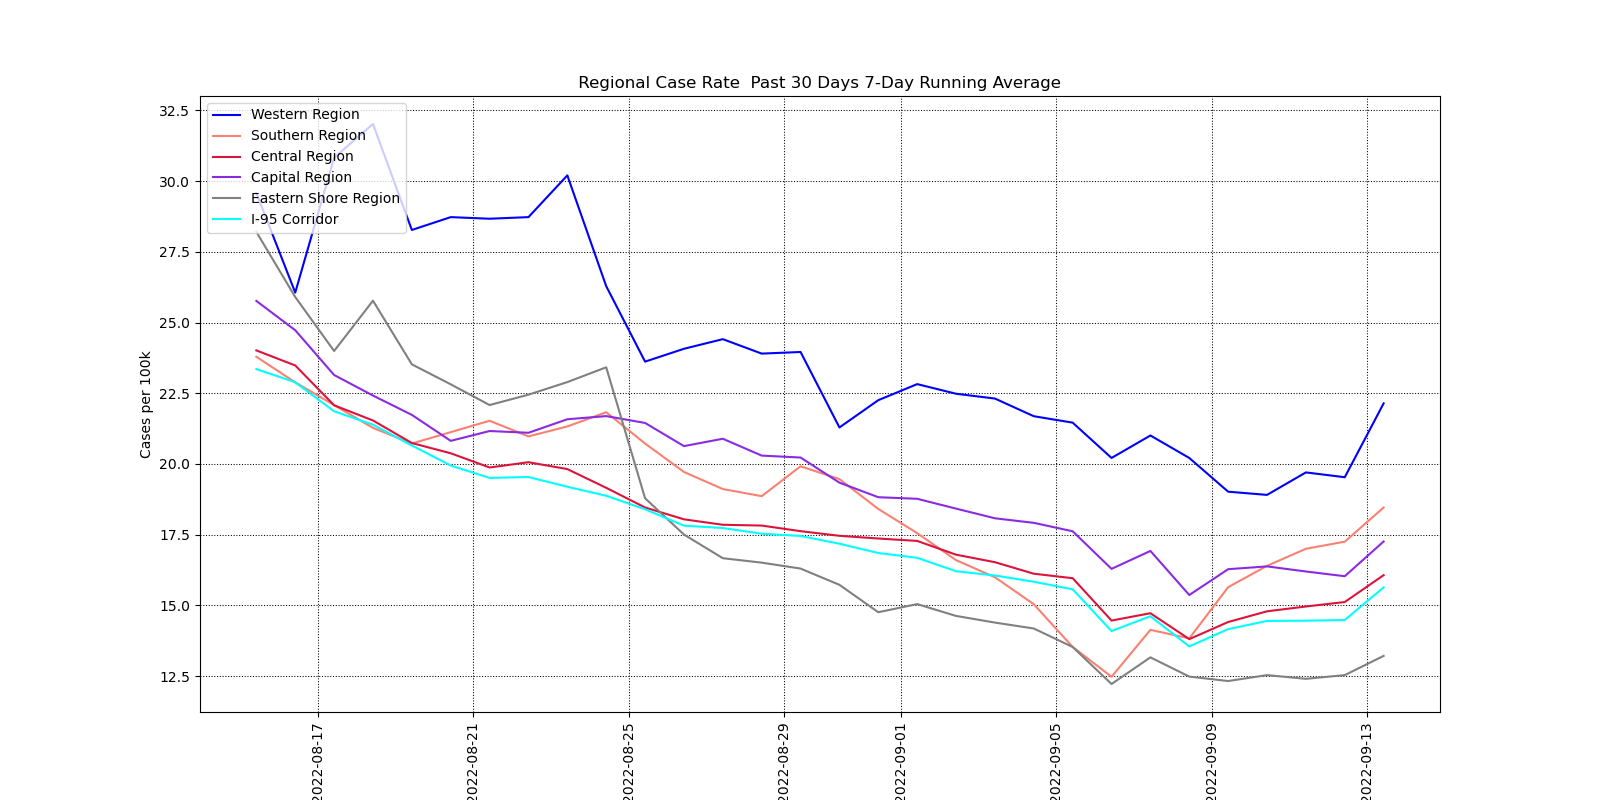 Regional Case Rate  Past 30 Days 7-Day Running Average
32.5
30.0
27.5
25.0
22.5
20.0
17.5
15.0
12.5
Cases per 100k
Western Region
Southern Region
Central Region
Capital Region
Eastern Shore Region
I-95 Corridor
2022-08-17
2022-08-21
2022-08-25
2022-08-29
2022-09-01
2022-09-05
2022-09-09
2022-09-13